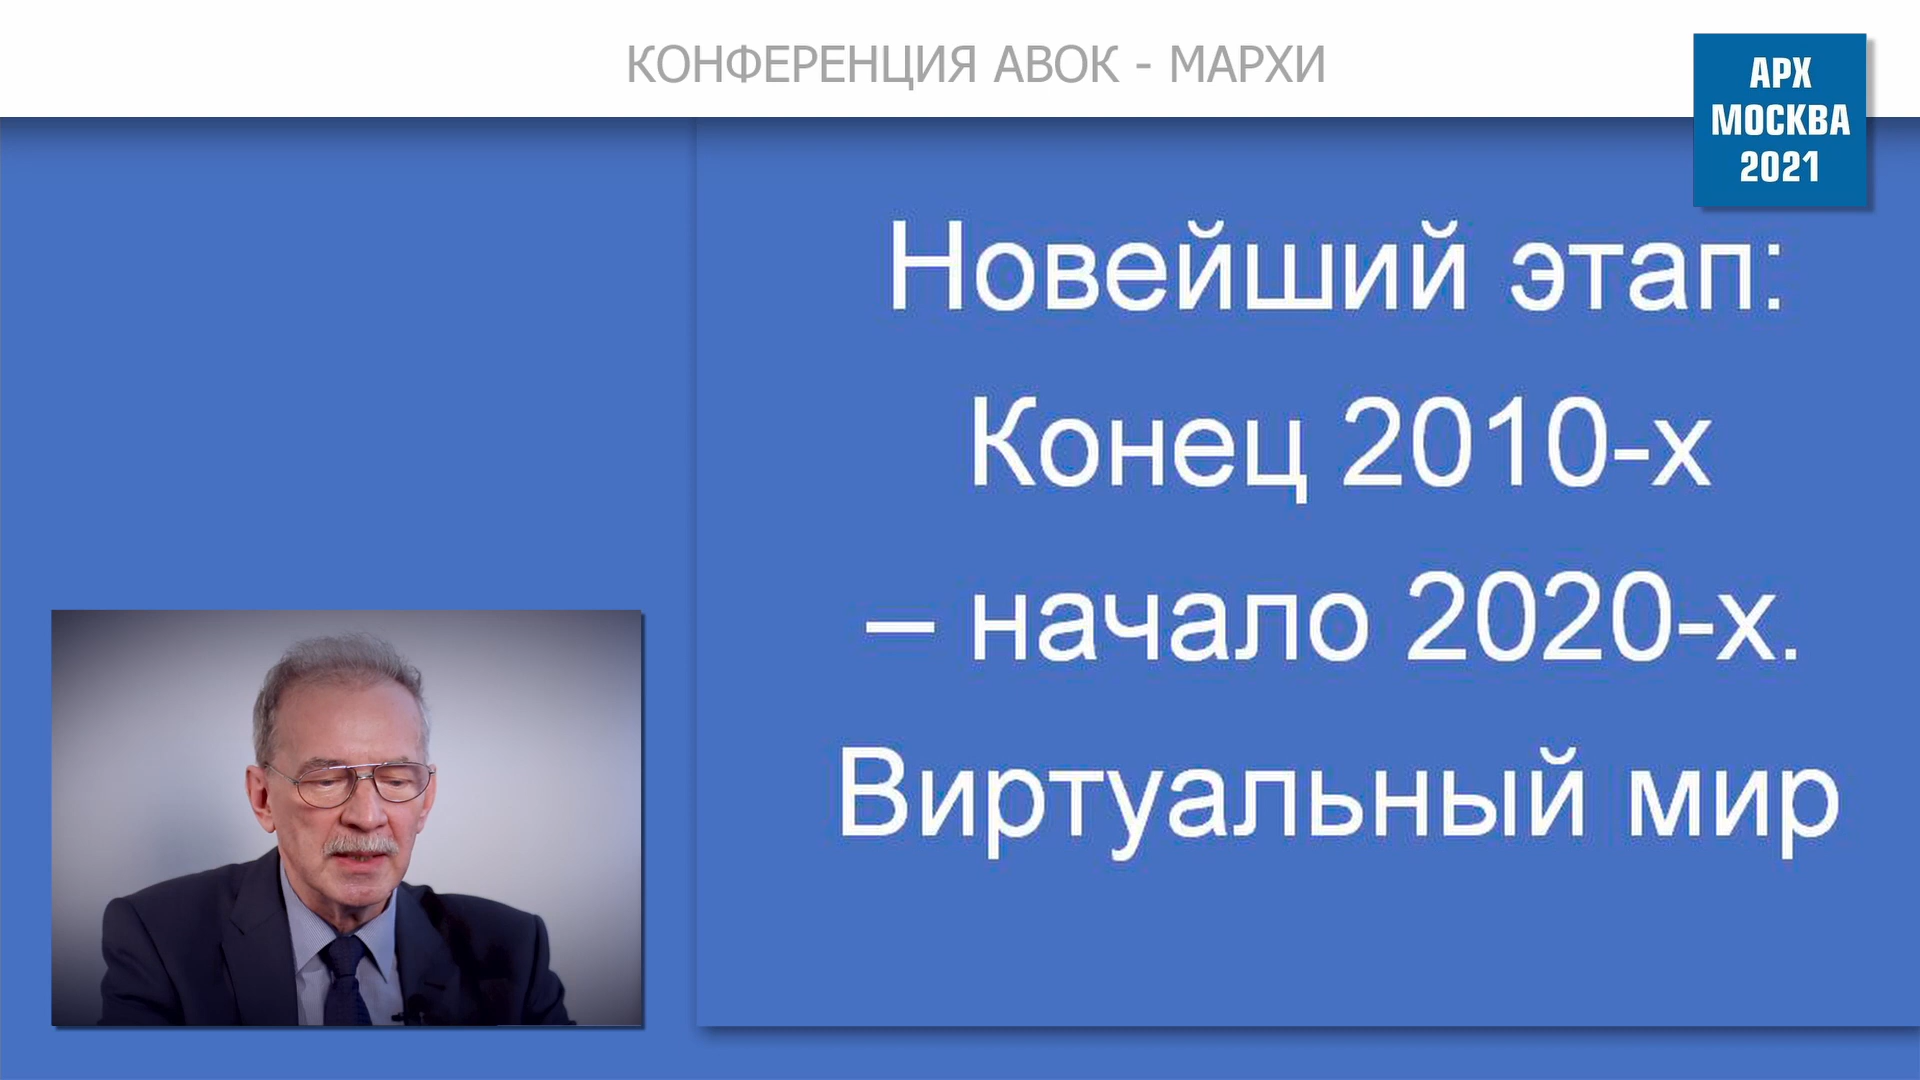 КОНФЕРЕНЦИЯ АВОК - МАРХИ
АРХ
МОСКВА
2021
Новейший этап:
Конец 2010-х
– начало 2020-х.
Виртуальный мир